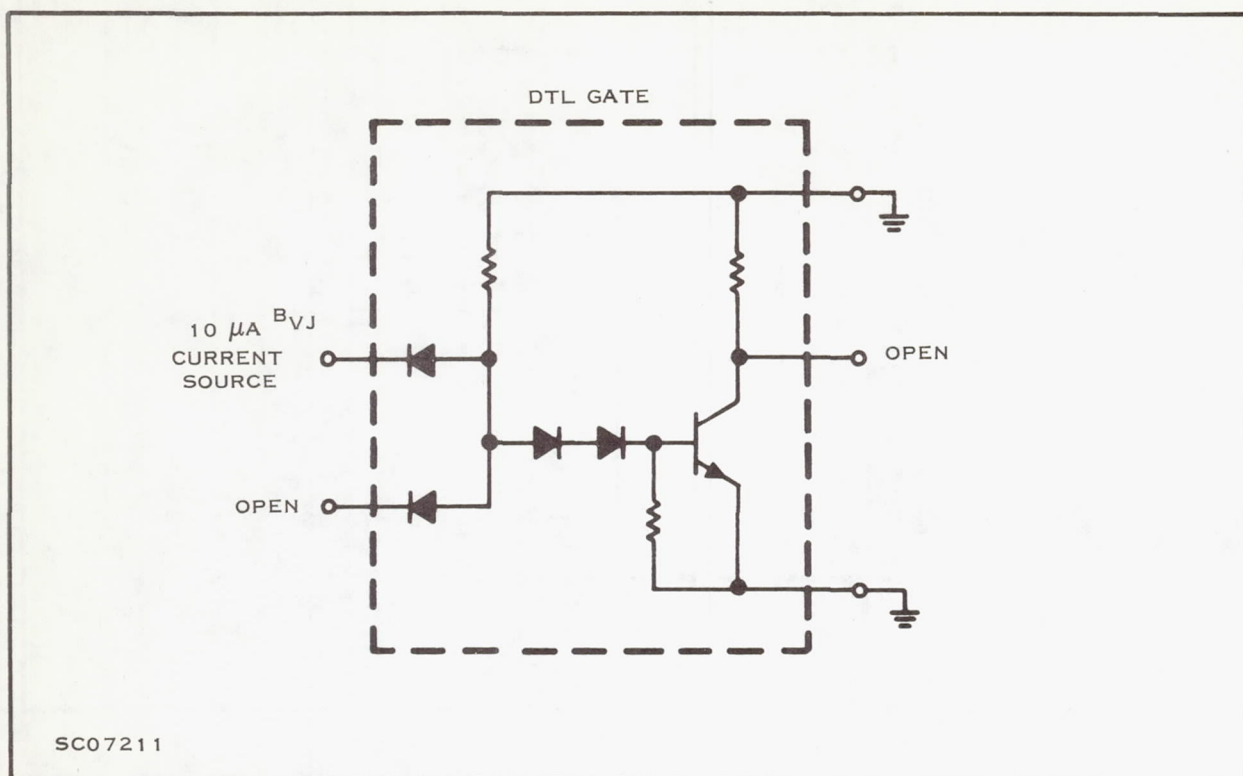 DTL GATE
10 μA BVJ
CURRENT
SOURCE
OPEN
OPEN
SC07211